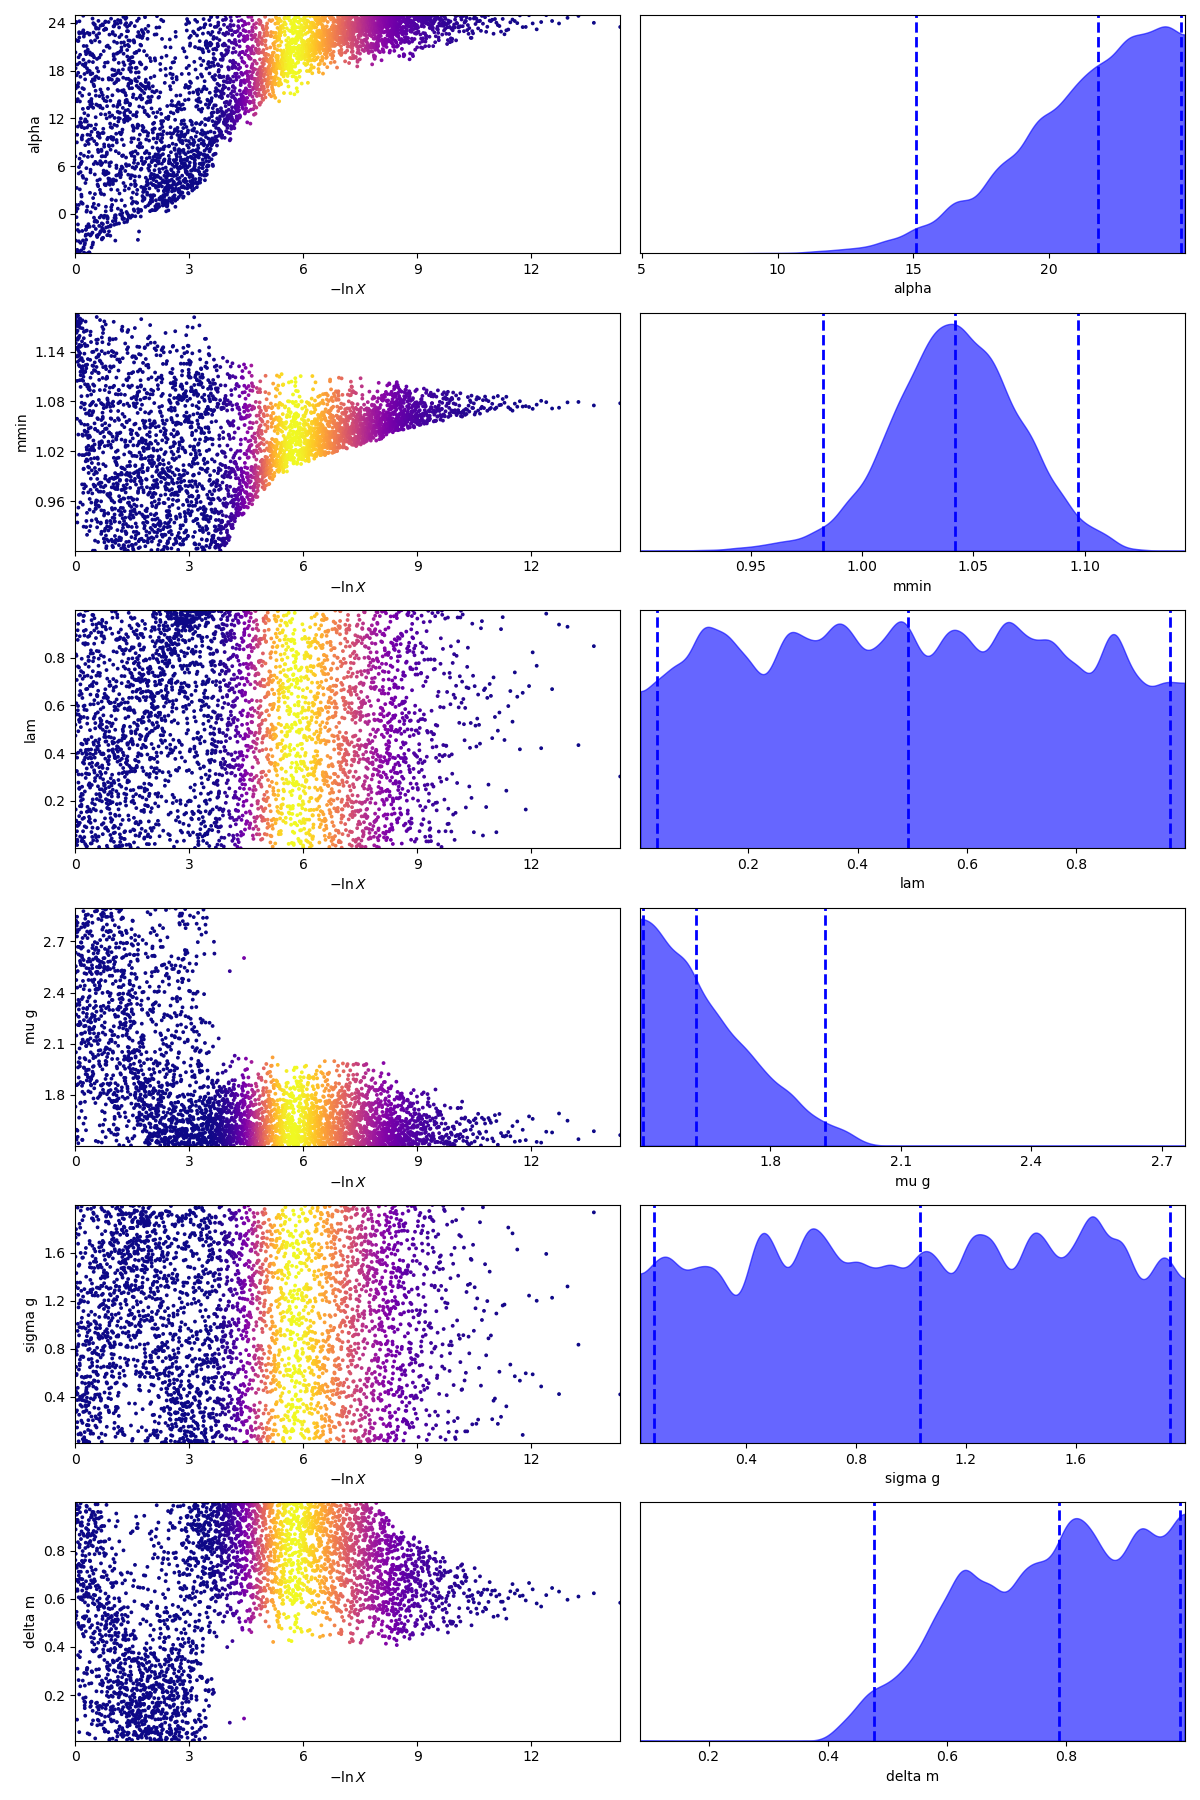 24
18
12
6
0
alpha
0 3 6 9 12
−ln X
5 10 15 20
alpha
1.14
1.08
1.02
0.96
mmin
0 3 6 9 12
−ln X
0.95 1.00 1.05 1.10
mmin
0.8
0.6
0.4
0.2
lam
0 3 6 9 12
−ln X
0.2 0.4 0.6 0.8
lam
2.7
2.4
2.1
1.8
mu g
0 3 6 9 12
−ln X
1.8 2.1 2.4 2.7
mu g
1.6
1.2
0.8
0.4
sigma g
0 3 6 9 12
−ln X
0.4 0.8 1.2 1.6
sigma g
0.8
0.6
0.4
0.2
delta m
0 3 6 9 12
−ln X
0.2 0.4 0.6 0.8
delta m